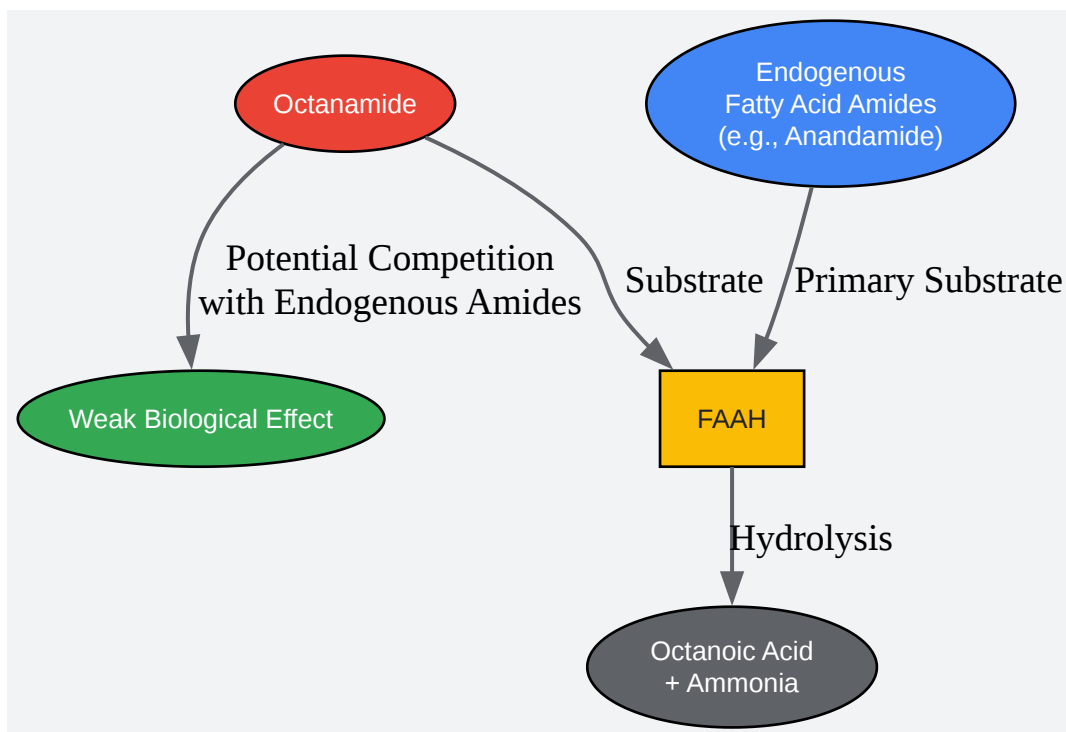 Octanamide
Endogenous
Fatty Acid Amides
(e.g., Anandamide)
Potential Competition
with Endogenous Amides
Substrate
Primary Substrate
Weak Biological Effect
FAAH
Hydrolysis
Octanoic Acid
+ Ammonia